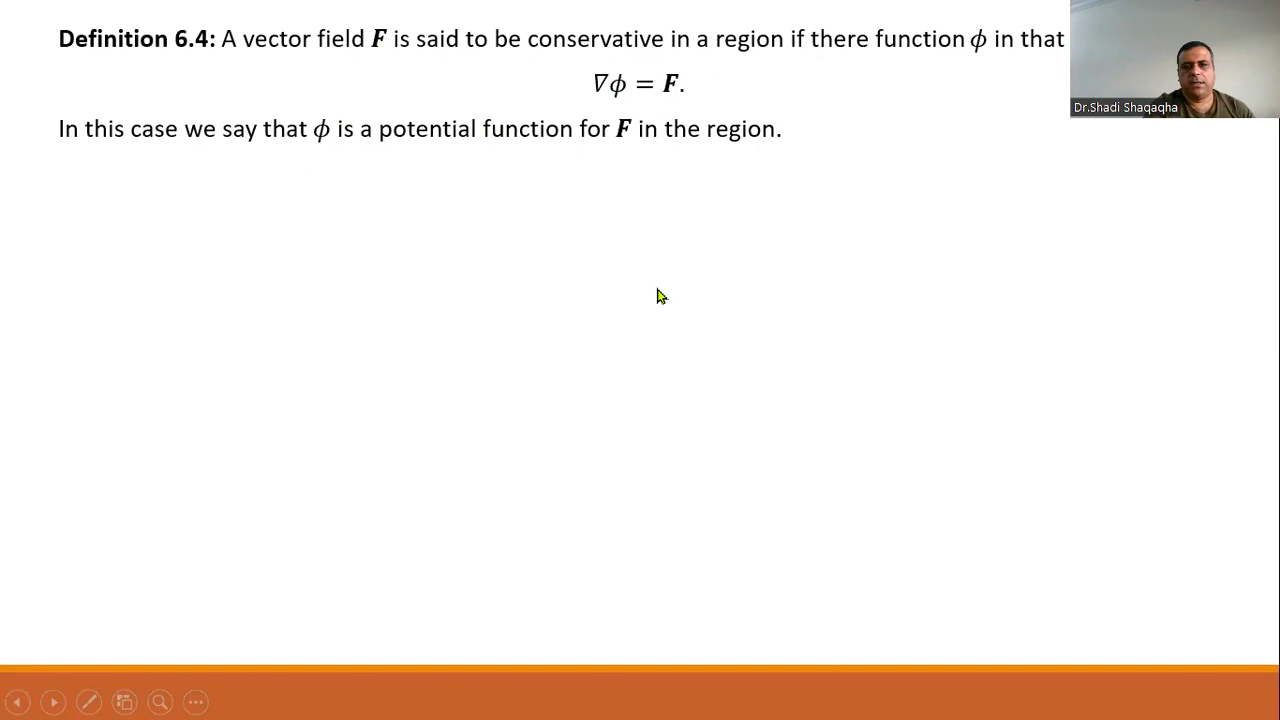 Definition 6.4: A vector field 𝑭 is said to be conservative in a region if there function 𝜙 in that
∇𝜙 = 𝑭.
In this case we say that 𝜙 is a potential function for 𝑭 in the region.
Dr.Shadi Shaqaqha